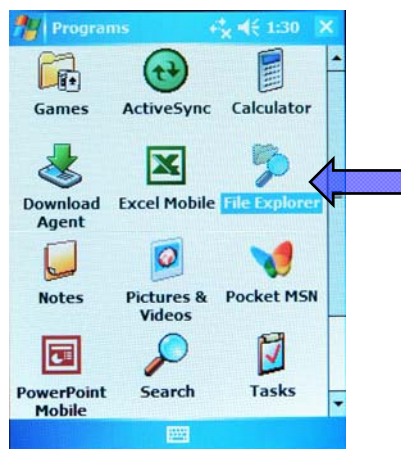 Programs 1:30
Games ActiveSync Calculator
Download Agent Excel Mobile File Explorer
Notes Pictures & Videos Pocket MSN
PowerPoint Mobile Search Tasks